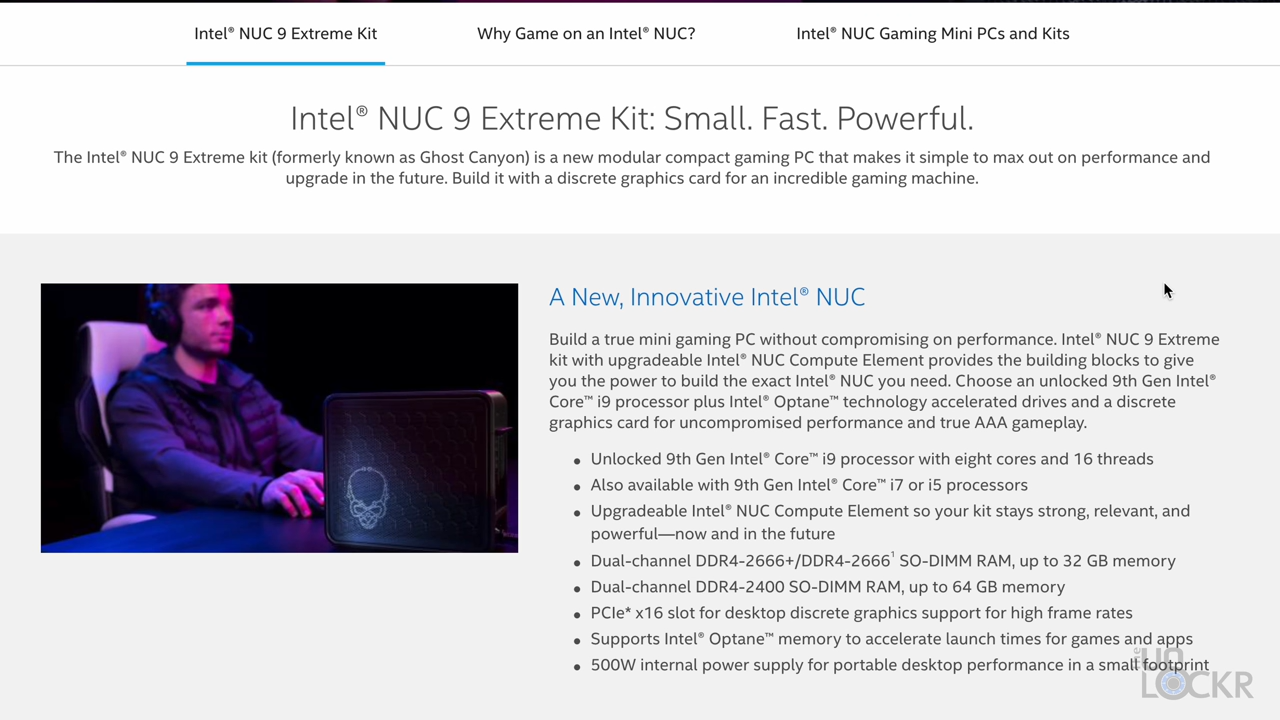 Intel® NUC 9 Extreme Kit
Why Game on an Intel® NUC?
Intel® NUC Gaming Mini PCs and Kits
Intel® NUC 9 Extreme Kit: Small. Fast. Powerful.
The Intel® NUC 9 Extreme kit (formerly known as Ghost Canyon) is a new modular compact gaming PC that makes it simple to max out on performance and
upgrade in the future. Build it with a discrete graphics card for an incredible gaming machine.
A New, Innovative Intel® NUC
Build a true mini gaming PC without compromising on performance. Intel® NUC 9 Extreme
kit with upgradeable Intel® NUC Compute Element provides the building blocks to give
you the power to build the exact Intel® NUC you need. Choose an unlocked 9th Gen Intel®
Core™ i9 processor plus Intel® Optane™ technology accelerated drives and a discrete
graphics card for uncompromised performance and true AAA gameplay.
• Unlocked 9th Gen Intel® Core™ i9 processor with eight cores and 16 threads
• Also available with 9th Gen Intel® Core™ i7 or i5 processors
• Upgradeable Intel® NUC Compute Element so your kit stays strong, relevant, and
powerful—now and in the future
• Dual-channel DDR4-2666+/DDR4-2666¹ SO-DIMM RAM, up to 32 GB memory
• Dual-channel DDR4-2400 SO-DIMM RAM, up to 64 GB memory
• PCIe* x16 slot for desktop discrete graphics support for high frame rates
• Supports Intel® Optane™ memory to accelerate launch times for games and apps
• 500W internal power supply for portable desktop performance in a small footprint
the UN
LOCKR